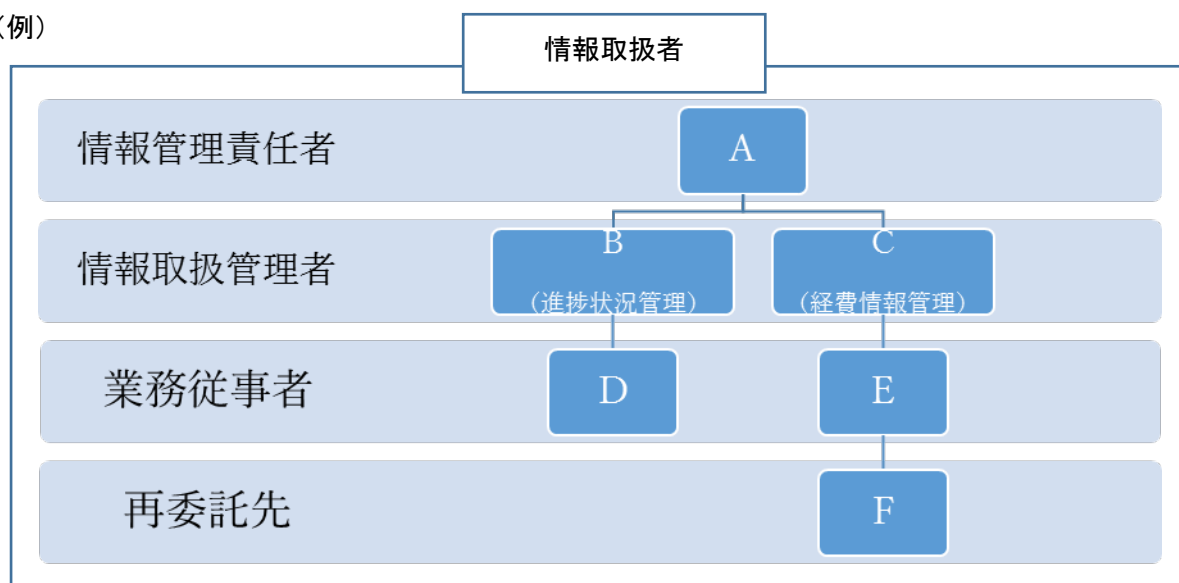 （例）
情報取扱者
情報管理責任者
A
情報取扱管理者
B
（進捗状況管理）
C
（経費情報管理）
業務従事者
D
E
再委託先
F